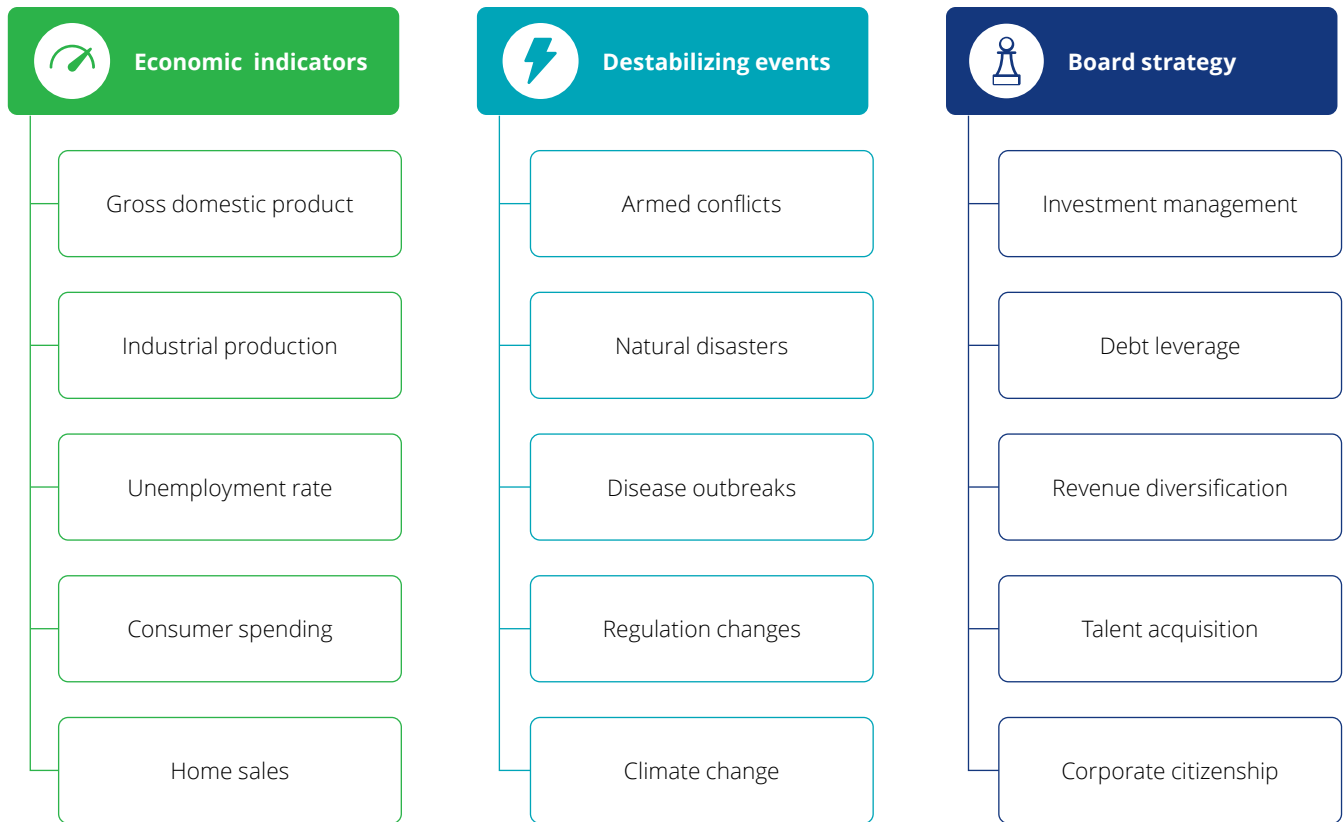 Economic indicators
Gross domestic product
Industrial production
Unemployment rate
Consumer spending
Home sales
Destabilizing events
Armed conflicts
Natural disasters
Disease outbreaks
Regulation changes
Climate change
Board strategy
Investment management
Debt leverage
Revenue diversification
Talent acquisition
Corporate citizenship